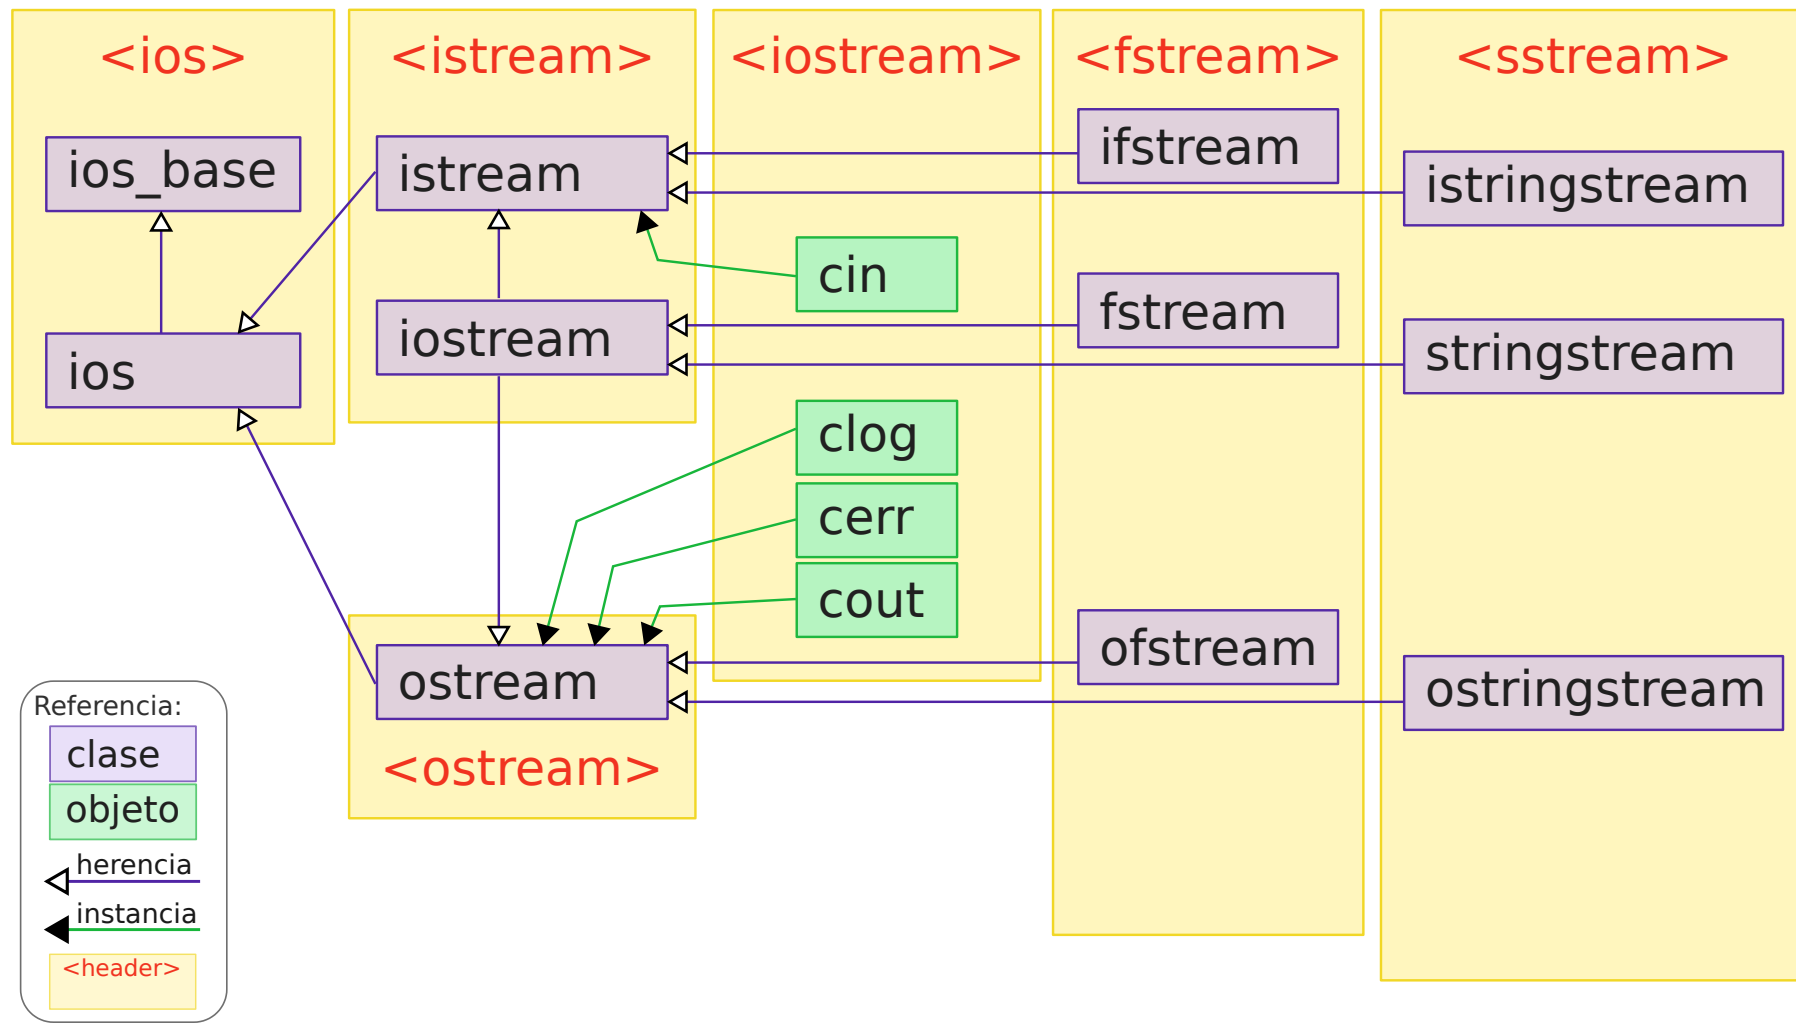 <ios>
ios_base
ios
<istream>
istream
iostream
<ostream>
ostream
<iostream>
cin
clog
cerr
cout
<fstream>
ifstream
fstream
ofstream
<sstream>
istringstream
stringstream
ostringstream
Referencia:
clase
objeto
herencia
instancia
<header>